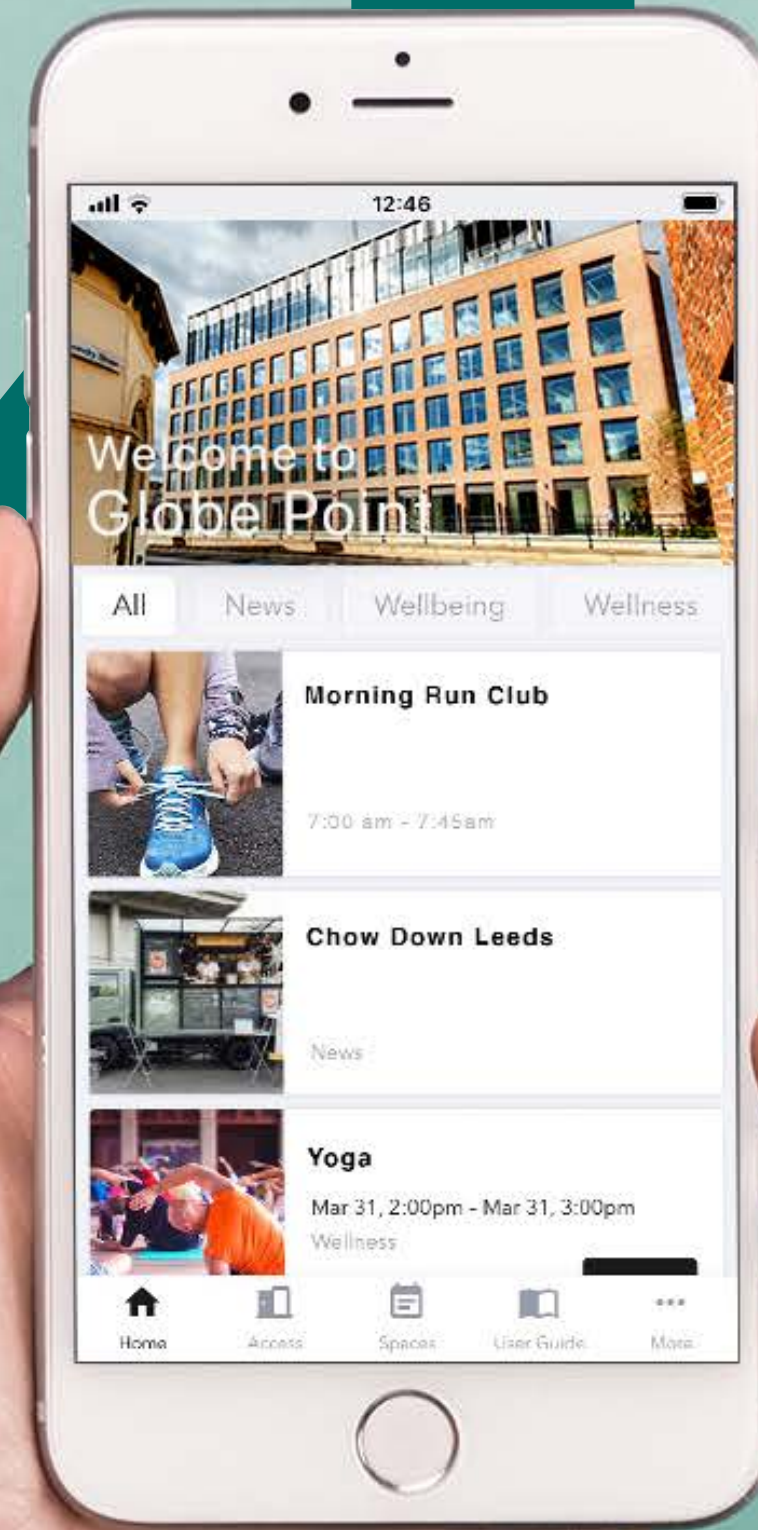 12:46
Welcome to
Globe Point
All News Wellbeing Wellness
Morning Run Club
7:00 am - 7:45am
Chow Down Leeds
News
Yoga
Mar 31, 2:00pm - Mar 31, 3:00pm
Wellness
Home Access Spaces User Guide More